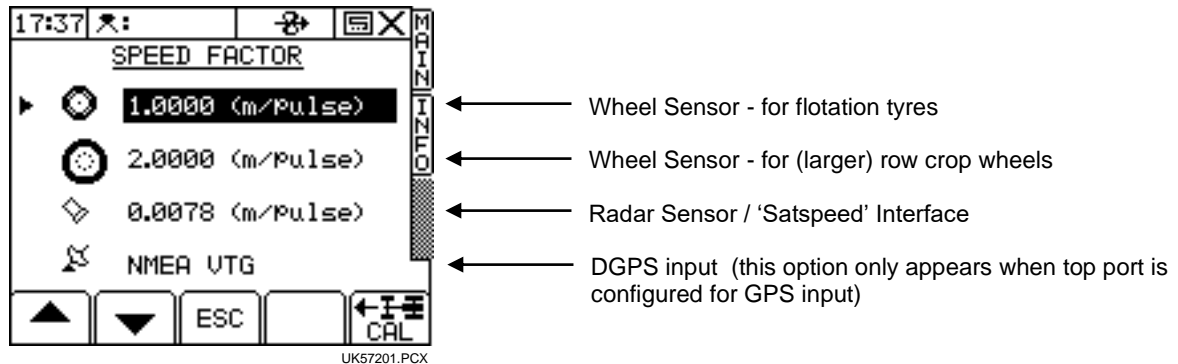 17:37
SPEED FACTOR
1.0000 (m/Pulse)
2.0000 (m/Pulse)
0.0078 (m/Pulse)
NMEA VTG
ESC
CAL
MAIN
INFO
Wheel Sensor - for flotation tyres
Wheel Sensor - for (larger) row crop wheels
Radar Sensor / ‘Satspeed’ Interface
DGPS input (this option only appears when top port is
configured for GPS input)
UK57201.PCX